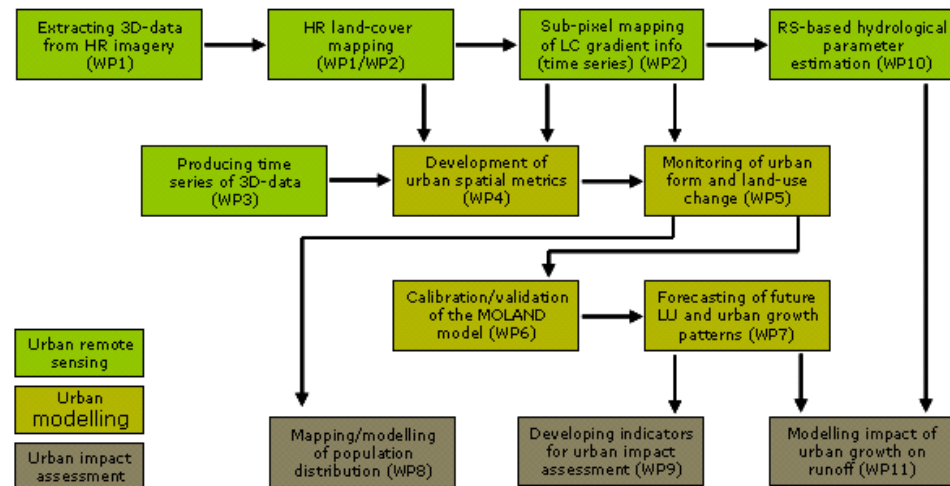 Extracting 3D-data
from HR imagery
(WP1)
HR land-cover
mapping
(WP1/WP2)
Sub-pixel mapping
of LC gradient info
(time series) (WP2)
RS-based hydrological
parameter
estimation (WP10)
Producing time
series of 3D-data
(WP3)
Development of
urban spatial metrics
(WP4)
Monitoring of urban
form and land-use
change (WP5)
Calibration/validation
of the MOLAND
model (WP6)
Forecasting of future
LU and urban growth
patterns (WP7)
Urban remote
sensing
Urban
modelling
Urban impact
assessment
Mapping/modelling
of population
distribution (WP8)
Developing indicators
for urban impact
assessment (WP9)
Modelling impact of
urban growth on
runoff (WP11)